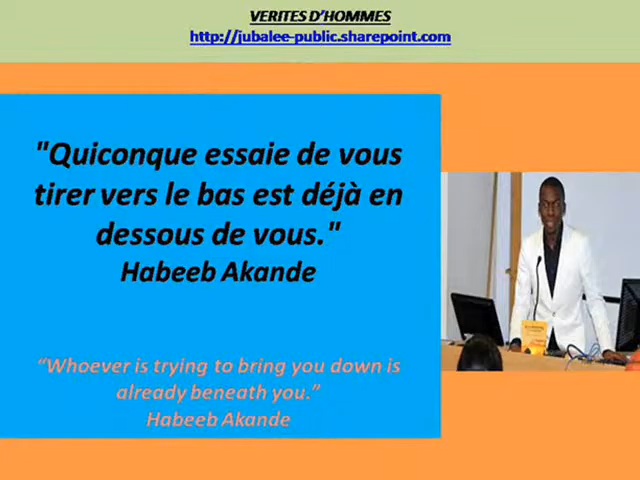 VERITES D'HOMMES
http://jubalee-public.sharepoint.com
"Quiconque essaie de vous
tirer vers le bas est déjà en
dessous de vous."
Habeeb Akande
“Whoever is trying to bring you down is
already beneath you.”
Habeeb Akande